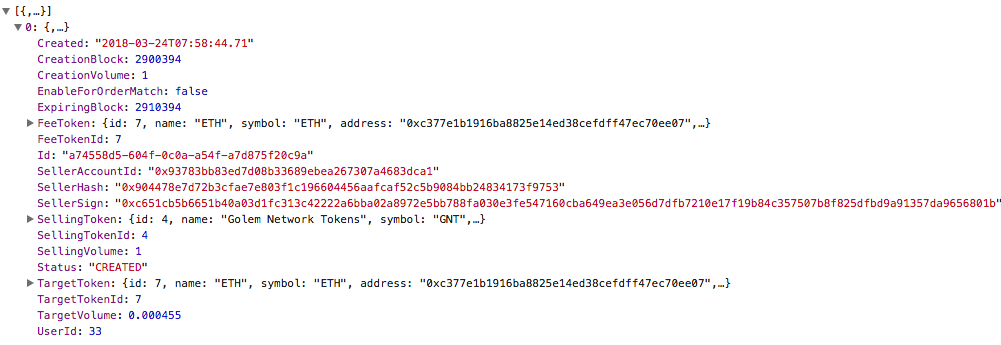 [{,…}]
0: {,…}
Created: "2018-03-24T07:58:44.71"
CreationBlock: 2900394
CreationVolume: 1
EnableForOrderMatch: false
ExpiringBlock: 2910394
FeeToken: {id: 7, name: "ETH", symbol: "ETH", address: "0xc377e1b1916ba8825e14ed38cefdff47ec70ee07",…}
FeeTokenId: 7
Id: "a74558d5-604f-0c0a-a54f-a7d875f20c9a"
SellerAccountId: "0x93783bb83ed7d08b33689ebea267307a4683dca1"
SellerHash: "0x904478e7d72b3cfae7e803f1c196604456aafcaf52c5b9084bb24834173f9753"
SellerSign: "0xc651cb5b6651b40a03d1fc313c42222a6bba02a8972e5bb788fa030e3fe547160cba649ea3e056d7dfb7210e17f19b84c357507b8f825dfbd9a91357da9656801b"
SellingToken: {id: 4, name: "Golem Network Tokens", symbol: "GNT",…}
SellingTokenId: 4
SellingVolume: 1
Status: "CREATED"
TargetToken: {id: 7, name: "ETH", symbol: "ETH", address: "0xc377e1b1916ba8825e14ed38cefdff47ec70ee07",…}
TargetTokenId: 7
TargetVolume: 0.000455
UserId: 33